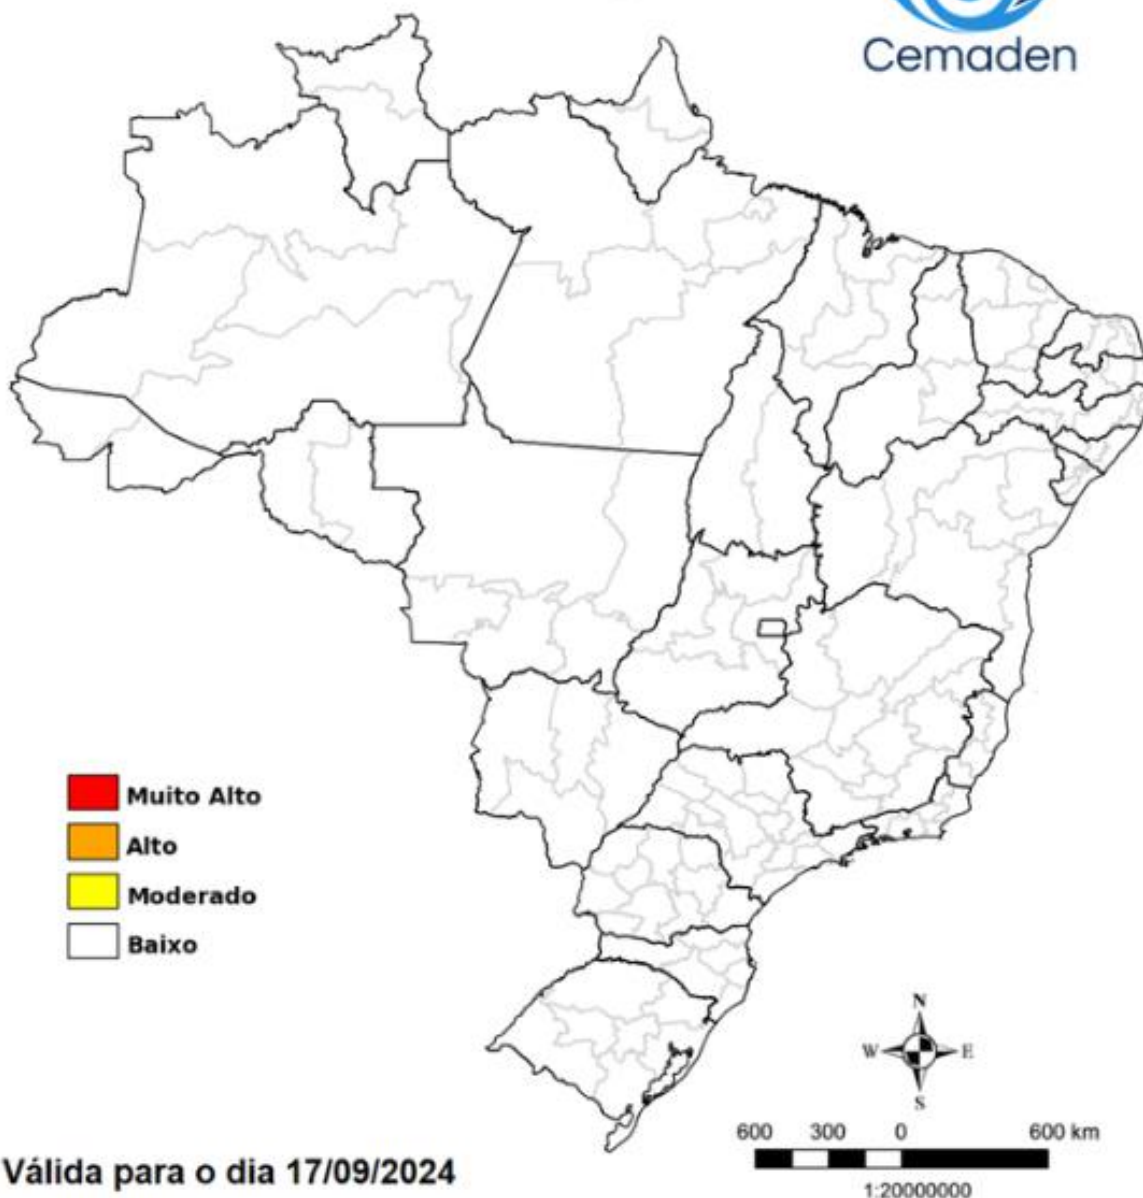 Cemaden
Muito Alto
Alto
Moderado
Baixo
N
W E
S
600 300 0 600 km
1:20000000
Válida para o dia 17/09/2024